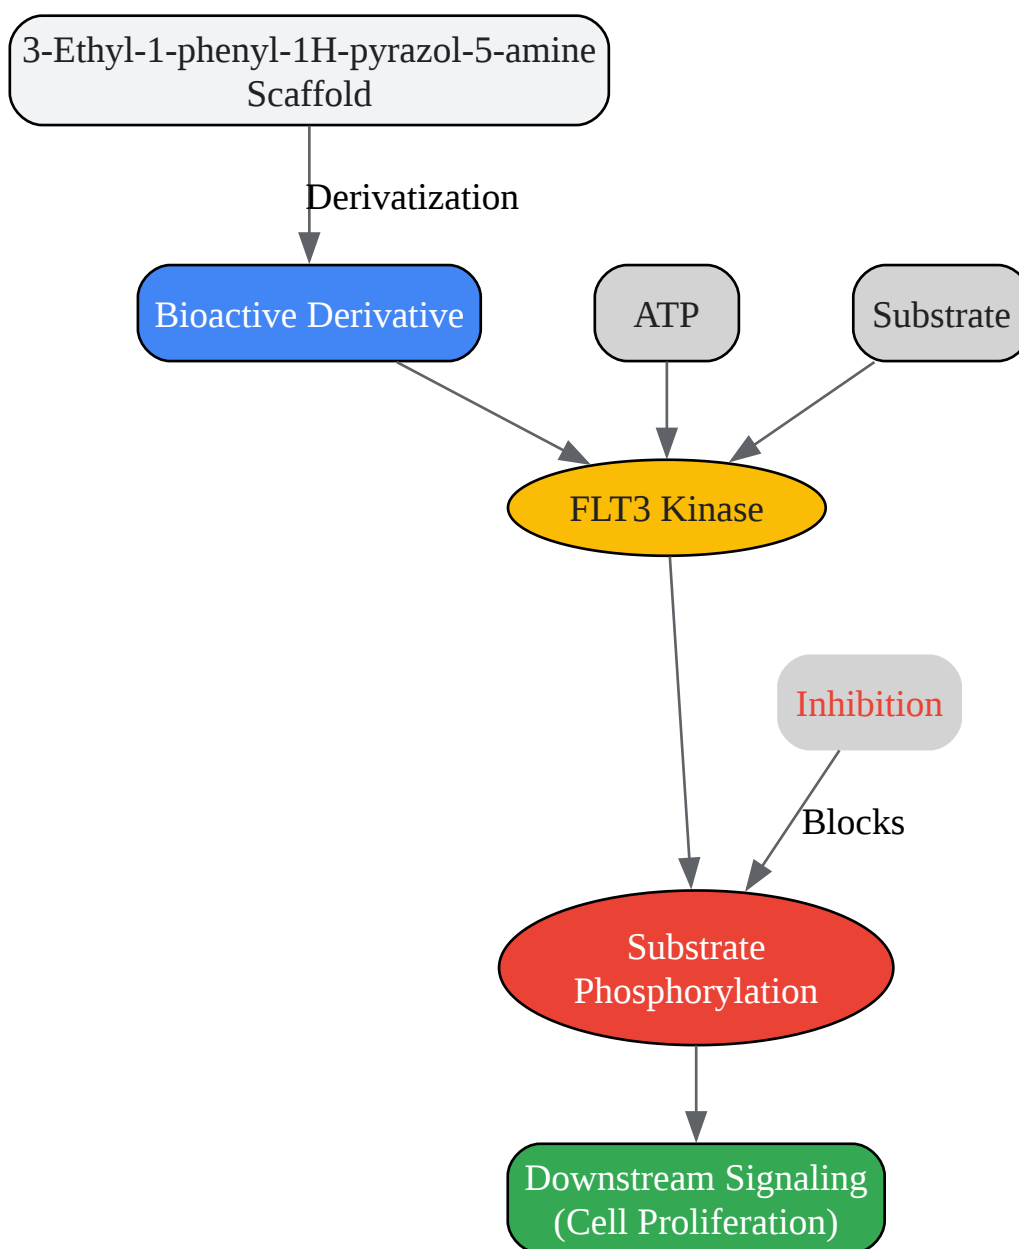 3-Ethyl-1-phenyl-1H-pyrazol-5-amine
Scaffold
Derivatization
Bioactive Derivative
ATP
Substrate
FLT3 Kinase
Inhibition
Blocks
Substrate
Phosphorylation
Downstream Signaling
(Cell Proliferation)